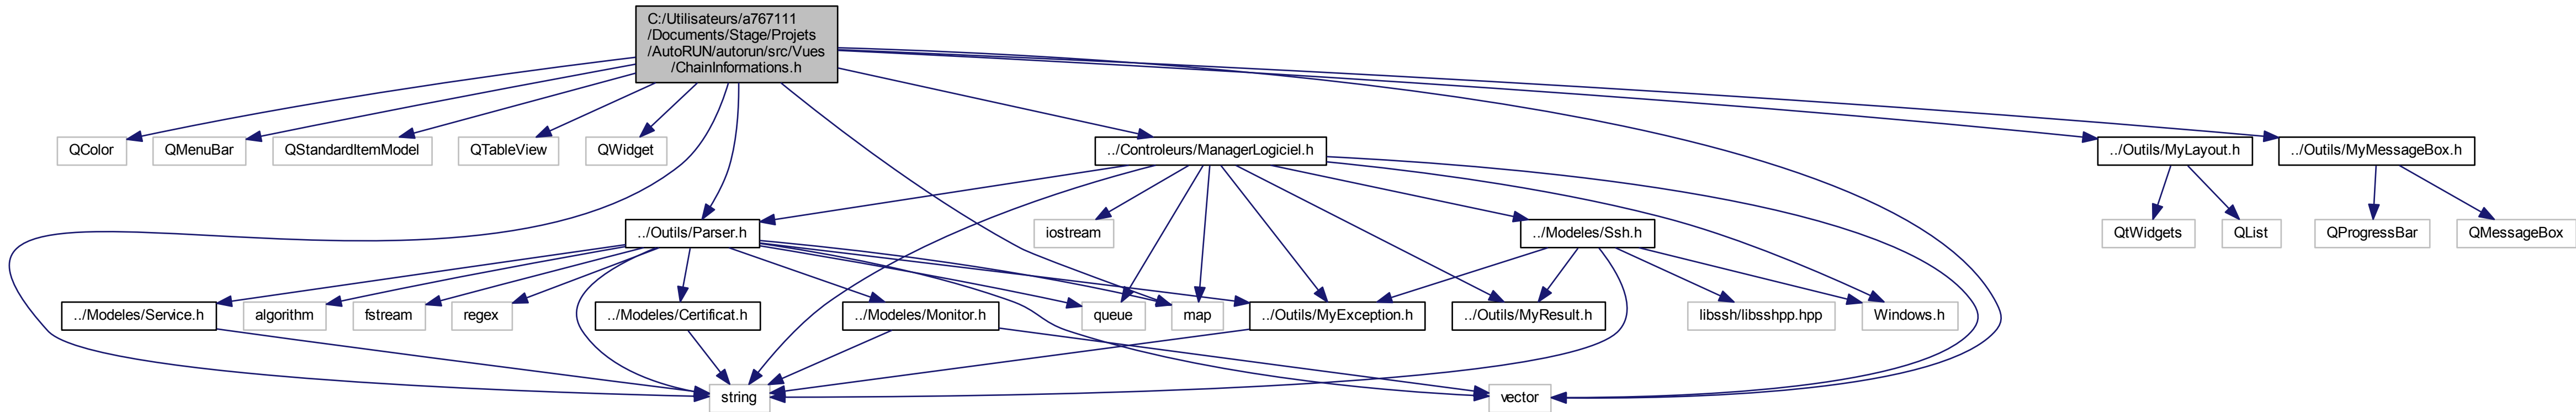 C:/Utilisateurs/a767111
/Documents/Stage/Projets
/AutoRUN/autorun/src/Vues
/ChainInformations.h
QColor
QMenuBar
QStandardItemModel
QTableView
QWidget
../Controleurs/ManagerLogiciel.h
../Outils/MyLayout.h
../Outils/MyMessageBox.h
../Outils/Parser.h
iostream
../Modeles/Ssh.h
QtWidgets
QList
QProgressBar
QMessageBox
../Modeles/Service.h
algorithm
fstream
regex
../Modeles/Certificat.h
../Modeles/Monitor.h
queue
map
../Outils/MyException.h
../Outils/MyResult.h
libssh/libsshpp.hpp
Windows.h
string
vector